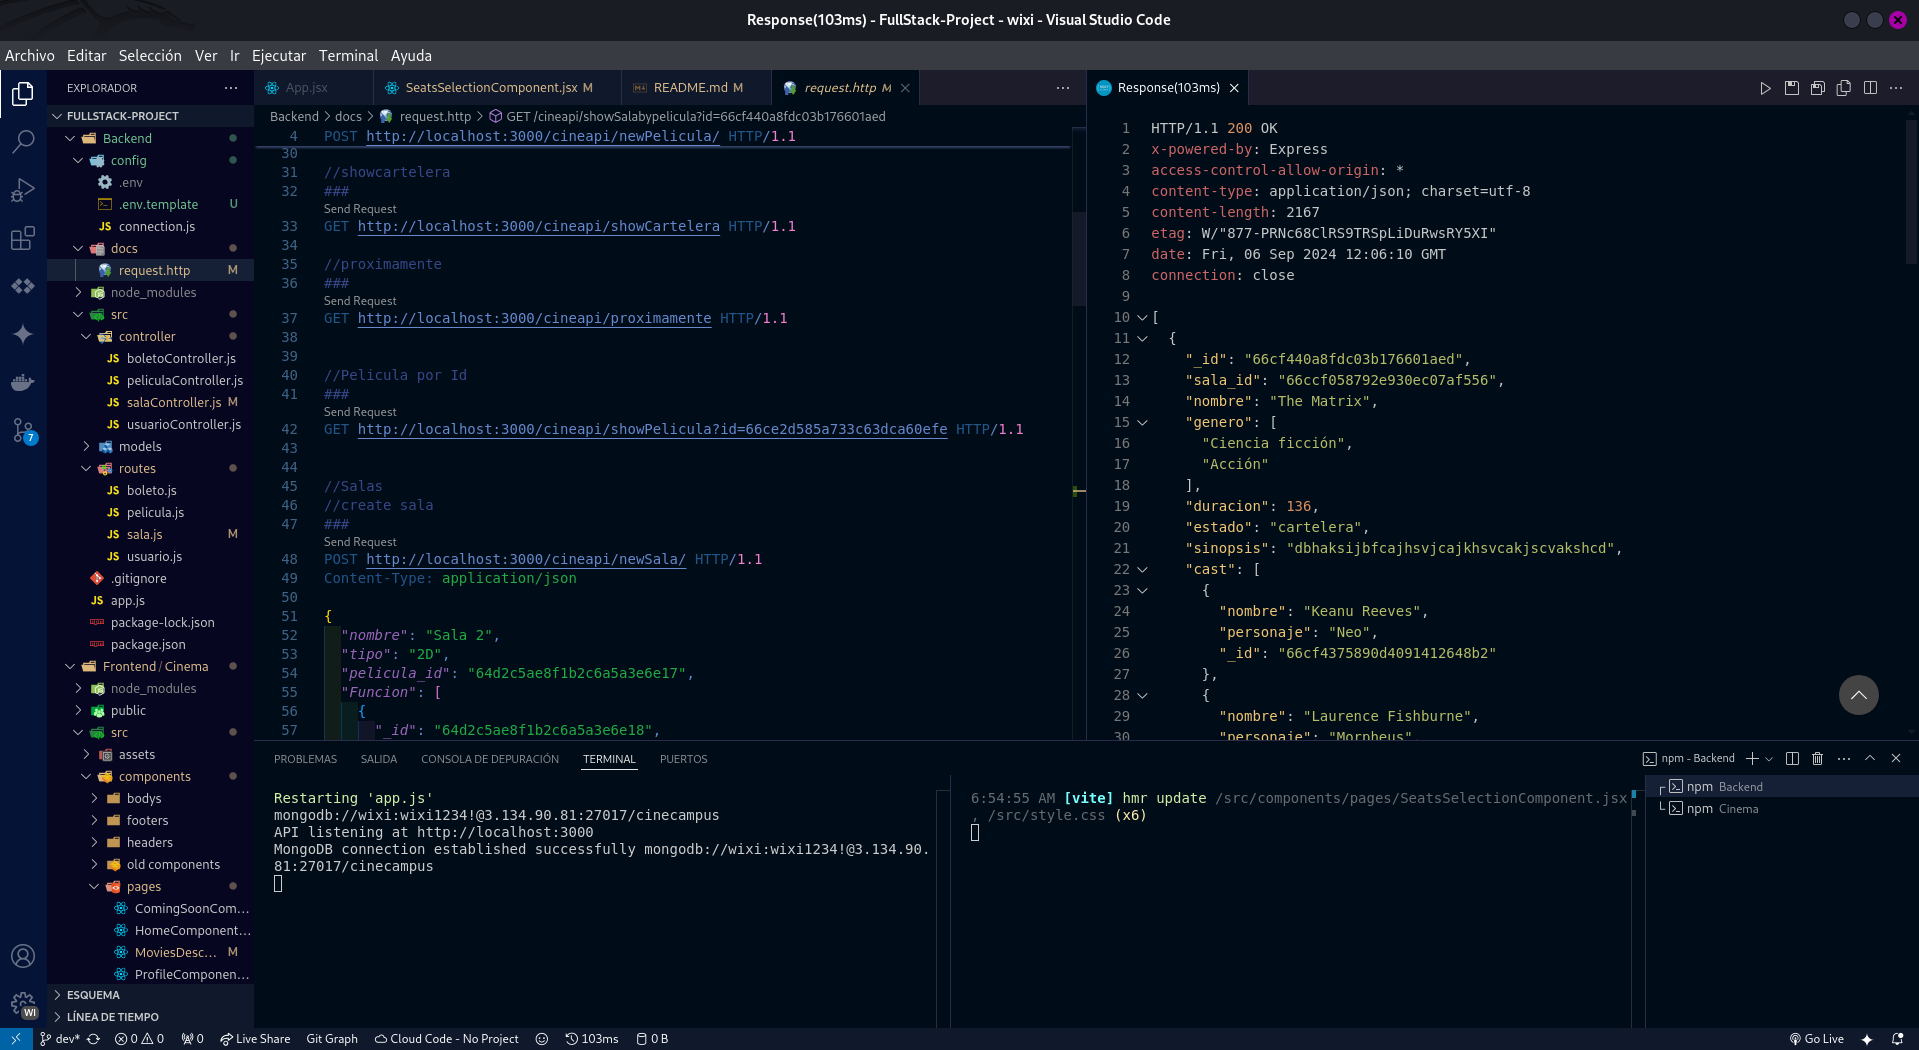 Response(103ms) - FullStack-Project - wixi - Visual Studio Code
Archivo Editar Selección Ver Ir Ejecutar Terminal Ayuda
EXPLORADOR
FULLSTACK-PROJECT
Backend
config
.env
.env.template U
connection.js
docs
request.http M
node_modules
src
controller
boletoController.js
peliculaController.js
salaController.js M
usuarioController.js
models
routes
boleto.js
pelicula.js
sala.js M
usuario.js
.gitignore
app.js
package-lock.json
package.json
Frontend / Cinema
node_modules
public
src
assets
components
bodys
footers
headers
old components
pages
ComingSoonCom...
HomeComponent...
MoviesDesc... M
ProfileComponen...
ESQUEMA
LÍNEA DE TIEMPO
App.jsx SeatsSelectionComponent.jsx M README.md M request.http M
Backend > docs > request.http > GET /cineapi/showSalabypelicula?id=66cf440a8fdc03b176601aed
4 POST http://localhost:3000/cineapi/newPelicula/ HTTP/1.1
30
31 //showcartelera
32 ###
Send Request
33 GET http://localhost:3000/cineapi/showCartelera HTTP/1.1
34
35 //proximamente
36 ###
Send Request
37 GET http://localhost:3000/cineapi/proximamente HTTP/1.1
38
39
40 //Pelicula por Id
41 ###
Send Request
42 GET http://localhost:3000/cineapi/showPelicula?id=66ce2d585a733c63dca60efe HTTP/1.1
43
44
45 //Salas
46 //create sala
47 ###
Send Request
48 POST http://localhost:3000/cineapi/newSala/ HTTP/1.1
49 Content-Type: application/json
50
51 {
52 "nombre": "Sala 2",
53 "tipo": "2D",
54 "pelicula_id": "64d2c5ae8f1b2c6a5a3e6e17",
55 "Funcion": [
56 {
57 "_id": "64d2c5ae8f1b2c6a5a3e6e18",
Response(103ms)
1 HTTP/1.1 200 OK
2 x-powered-by: Express
3 access-control-allow-origin: *
4 content-type: application/json; charset=utf-8
5 content-length: 2167
6 etag: W/"877-PRNc68ClRS9TRSpLiDuRwsRY5XI"
7 date: Fri, 06 Sep 2024 12:06:10 GMT
8 connection: close
9
10 [
11 {
12 "_id": "66cf440a8fdc03b176601aed",
13 "sala_id": "66ccf058792e930ec07af556",
14 "nombre": "The Matrix",
15 "genero": [
16 "Ciencia ficción",
17 "Acción"
18 ],
19 "duracion": 136,
20 "estado": "cartelera",
21 "sinopsis": "dbhaksijbfcajhsvjcajkhsvcakjscvakshcd",
22 "cast": [
23 {
24 "nombre": "Keanu Reeves",
25 "personaje": "Neo",
26 "_id": "66cf4375890d4091412648b2"
27 },
28 {
29 "nombre": "Laurence Fishburne",
30 "personaje": "Morpheus",
PROBLEMAS SALIDA CONSOLA DE DEPURACIÓN TERMINAL PUERTOS
npm - Backend
Restarting 'app.js'
mongodb://wixi:wixi1234!@3.134.90.81:27017/cinecampus
API listening at http://localhost:3000
MongoDB connection established successfully mongodb://wixi:wixi1234!@3.134.90.
81:27017/cinecampus
6:54:55 AM [vite] hmr update /src/components/pages/SeatsSelectionComponent.jsx
, /src/style.css (x6)
npm Backend
npm Cinema
7
WI
dev* 0 0 0 Live Share Git Graph Cloud Code - No Project 103ms 0 B Go Live